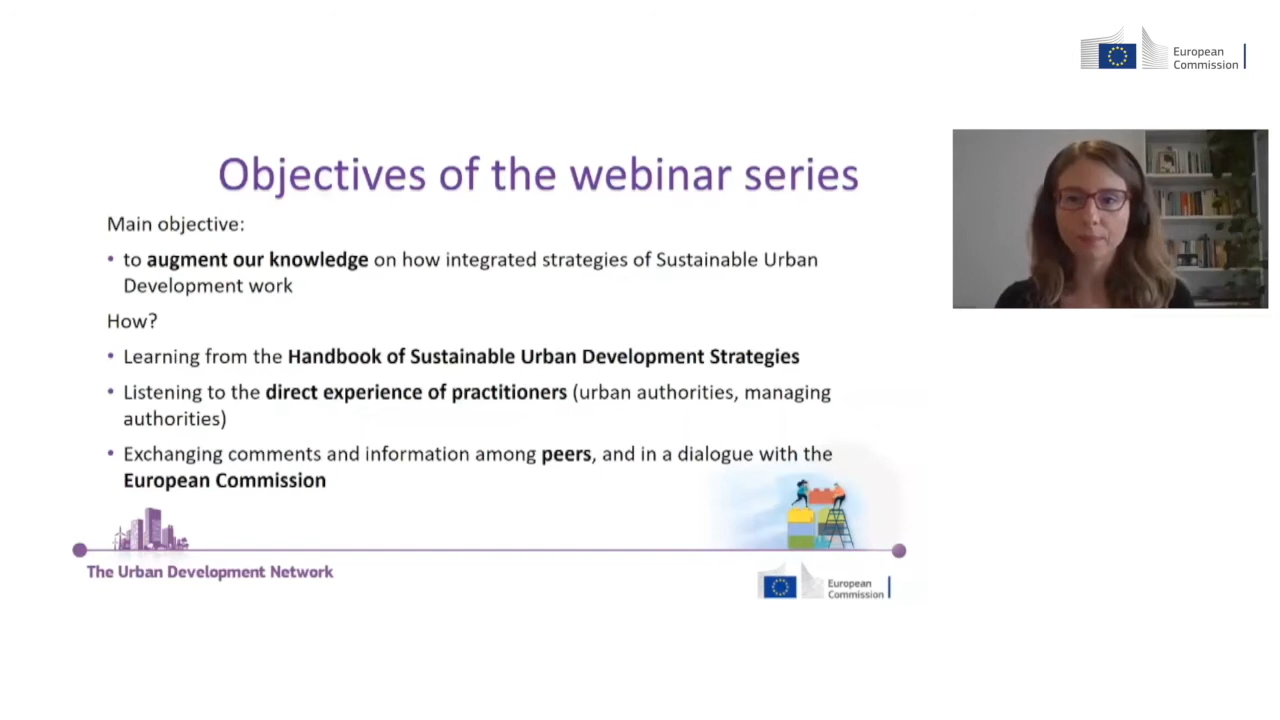 European
Commission
Objectives of the webinar series
Main objective:
• to augment our knowledge on how integrated strategies of Sustainable Urban
Development work
How?
• Learning from the Handbook of Sustainable Urban Development Strategies
• Listening to the direct experience of practitioners (urban authorities, managing
authorities)
• Exchanging comments and information among peers, and in a dialogue with the
European Commission
The Urban Development Network
European
Commission